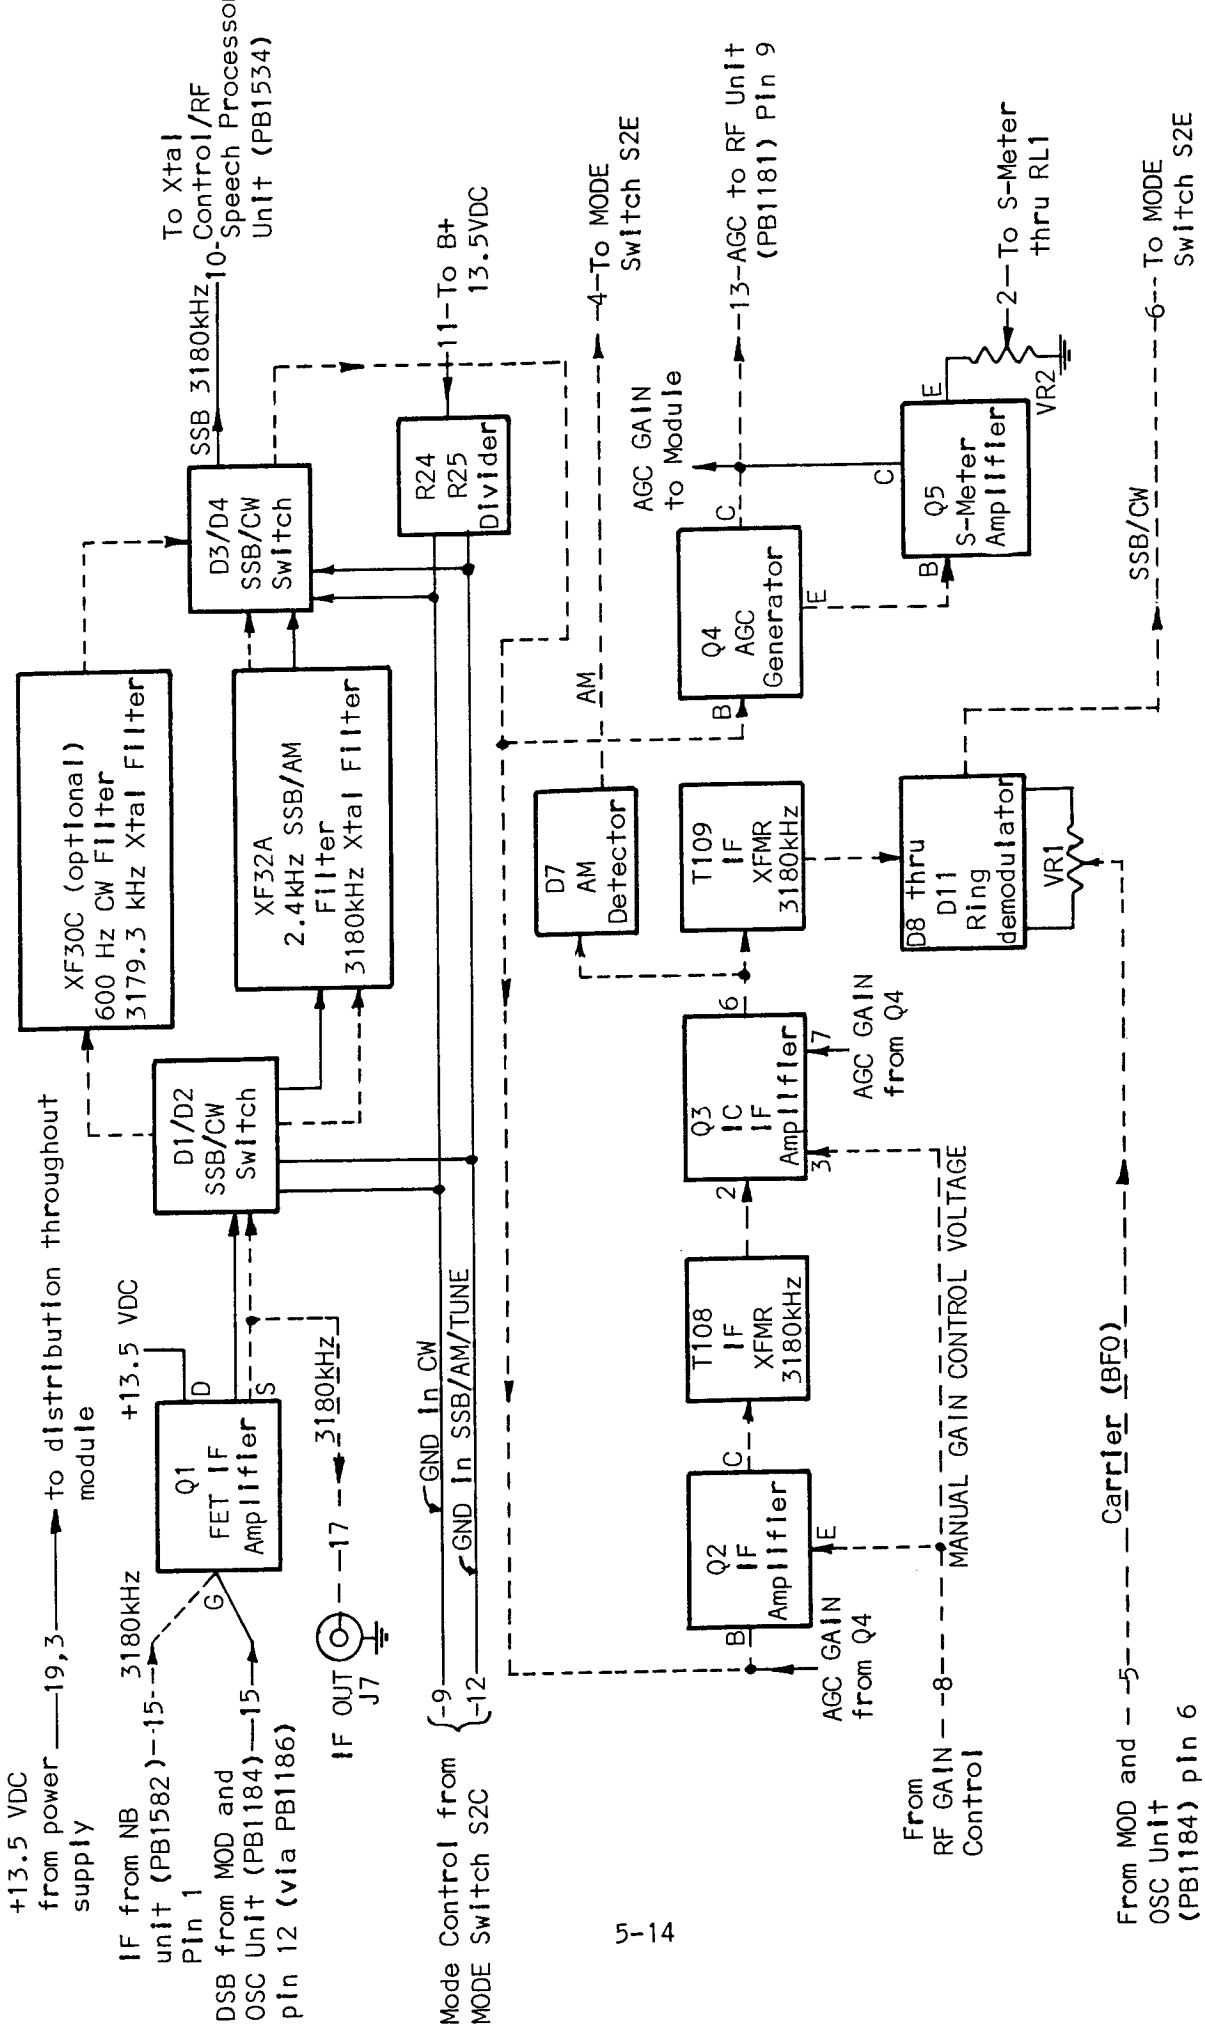 +13.5 VDC
from power
supply
19,3
to distribution throughout
module
IF from NB
unit (PB1582)
Pin 1
15
3180kHz
DSB from MOD and
OSC Unit (PB1184)
pin 12 (via PB1186)
15
G
Q1
FET IF
Amplifier
D
S
+13.5 VDC
IF OUT
J7
17
3180kHz
D1/D2
SSB/CW
Switch
XF30C (optional)
600 Hz CW Filter
3179.3 kHz Xtal Filter
XF32A
2.4kHz SSB/AM
Filter
3180kHz Xtal Filter
D3/D4
SSB/CW
Switch
SSB 3180kHz
10
To Xtal
Control/RF
Speech Processor
Unit (PB1534)
Mode Control from
MODE Switch S2C
9
12
GND in CW
GND in SSB/AM/TUNE
R24
R25
Divider
11
To B+
13.5VDC
AGC GAIN
from Q4
B
Q2
IF
Amplifier
C
E
T108
IF
XFMR
3180kHz
2
Q3
IC
IF
Amplifier
3
6
7
AGC GAIN
from Q4
D7
AM
Detector
AM
4
To MODE
Switch S2E
T109
IF
XFMR
3180kHz
B
Q4
AGC
Generator
C
E
AGC GAIN
to Module
13
AGC to RF Unit
(PB1181) Pin 9
B
Q5
S-Meter
Amplifier
C
E
VR2
2
To S-Meter
thru RL1
D8 thru
D11
Ring
demodulator
VR1
SSB/CW
6
To MODE
Switch S2E
From
RF GAIN
Control
8
MANUAL GAIN CONTROL VOLTAGE
From MOD and
OSC Unit
(PB1184) pin 6
5
Carrier (BFO)
5-14